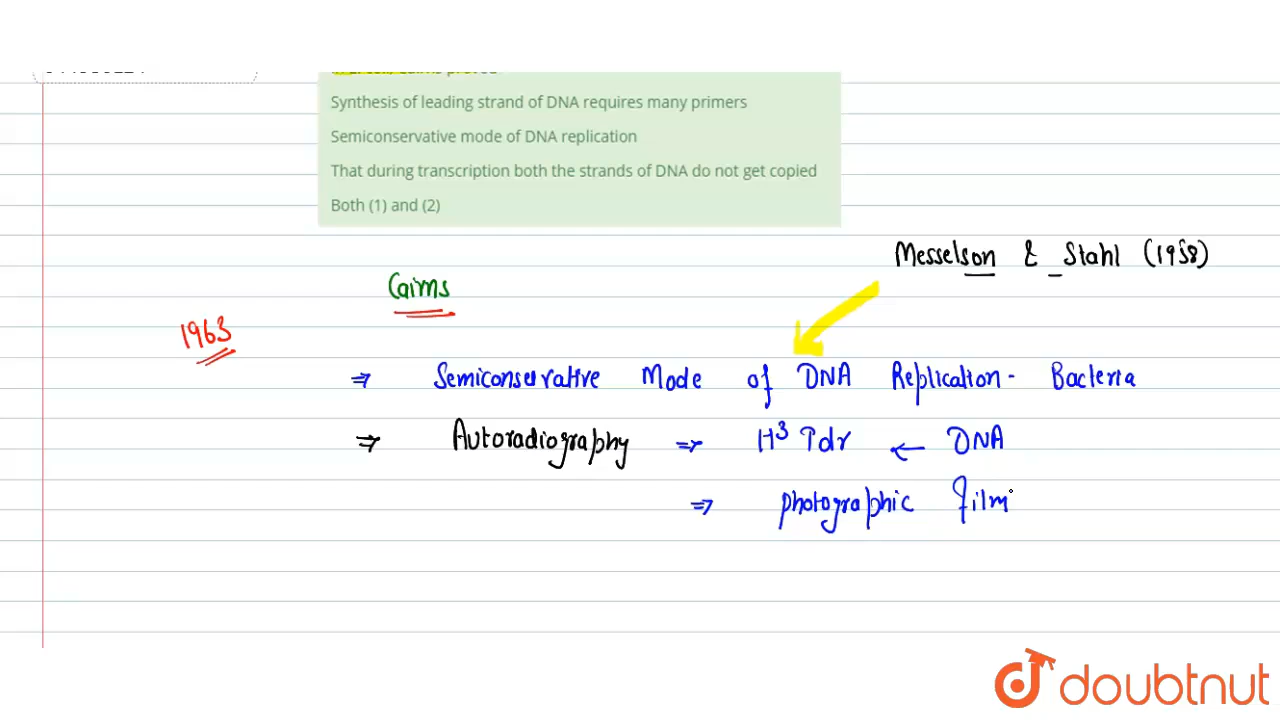 Synthesis of leading strand of DNA requires many primers
Semiconservative mode of DNA replication
That during transcription both the strands of DNA do not get copied
Both (1) and (2)
Messelson & Stahl (1958)
Cairns
1963
⇒ Semiconservative Mode of DNA Replication - Bacteria
⇒ Autoradiography ⇒ H³ Tdr ← DNA
⇒ Photographic Film
doubtnut